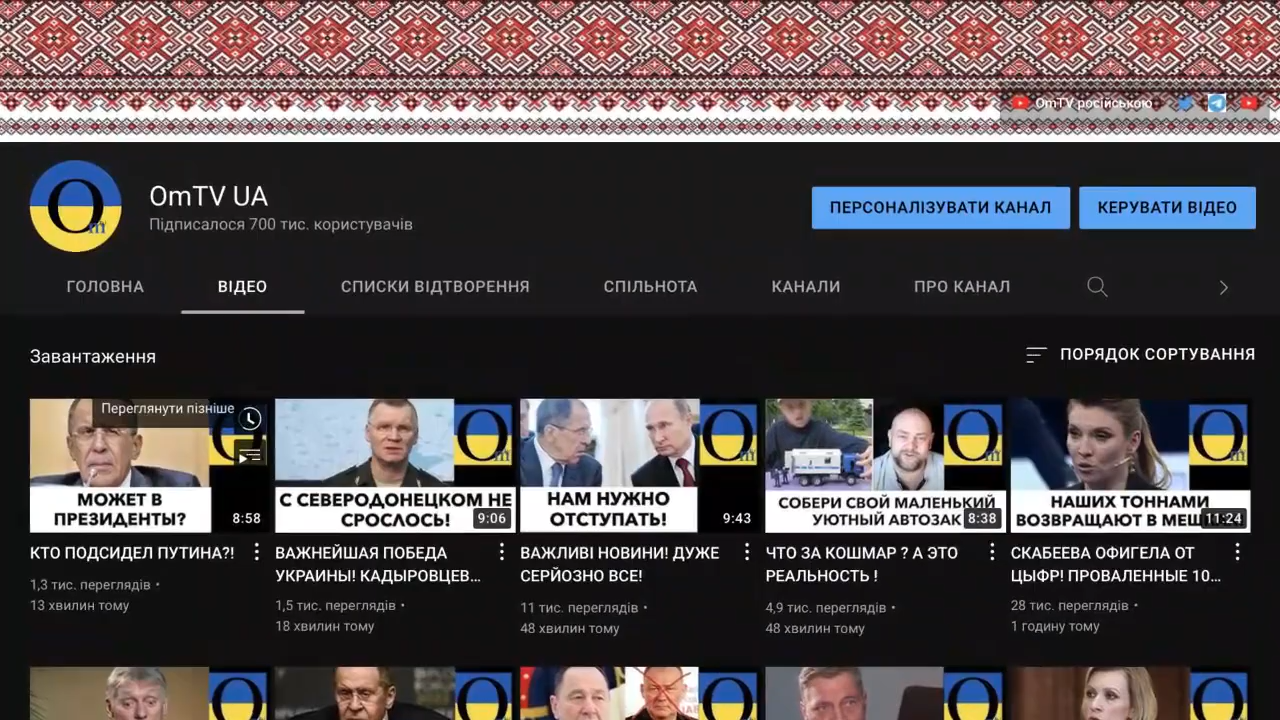 OmTV російською
Om
OmTV UA
Підписалося 700 тис. користувачів
ПЕРСОНАЛІЗУВАТИ КАНАЛ
КЕРУВАТИ ВІДЕО
ГОЛОВНА
ВІДЕО
СПИСКИ ВІДТВОРЕННЯ
СПІЛЬНОТА
КАНАЛИ
ПРО КАНАЛ
Завантаження
ПОРЯДОК СОРТУВАННЯ
Переглянути пізніше
МОЖЕТ В
ПРЕЗИДЕНТЫ?
8:58
КТО ПОДСИДЕЛ ПУТИНА?!
1,3 тис. переглядів •
13 хвилин тому
Om
С СЕВЕРОДОНЕЦКОМ НЕ
СРОСЛОСЬ!
9:06
ВАЖНЕЙШАЯ ПОБЕДА
УКРАИНЫ! КАДЫРОВЦЕВ...
1,5 тис. переглядів •
18 хвилин тому
Om
НАМ НУЖНО
ОТСТУПАТЬ!
9:43
ВАЖЛИВІ НОВИНИ! ДУЖЕ
СЕРЙОЗНО ВСЕ!
11 тис. переглядів •
48 хвилин тому
Om
СОБЕРИ СВОЙ МАЛЕНЬКИЙ
УЮТНЫЙ АВТОЗАК
8:38
ЧТО ЗА КОШМАР ? А ЭТО
РЕАЛЬНОСТЬ !
4,9 тис. переглядів •
48 хвилин тому
Om
НАШИХ ТОННАМИ
ВОЗВРАЩАЮТ В
11:24
СКАБЕЕВА ОФИГЕЛА ОТ
ЦЫФР! ПРОВАЛЕННЫЕ 10...
28 тис. переглядів •
1 годину тому